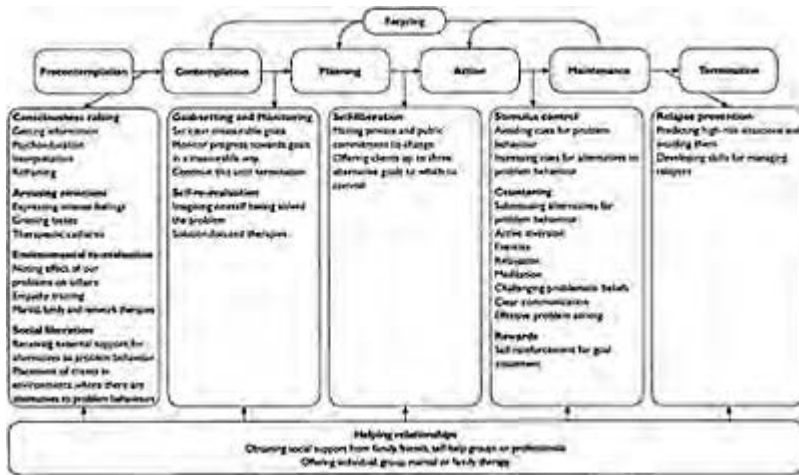 Recycling
Precontemplation
Contemplation
Planning
Action
Maintenance
Termination
Consciousness raising
Getting information
Psychoeducation
Interpretation
Reframing
Arousing emotions
Expressing intense feelings
Grieving losses
Therapeutic catharsis
Environmental re-evaluation
Noting effect of our
problems on others
Empathy training
Marital, family and network therapies
Social liberation
Receiving external support for
alternatives to problem behaviour
Placement of clients in
environments where there are
alternatives to problem behaviours
Goalsetting and Monitoring
Set clear measurable goals
Monitor progress towards goals
in a measurable way
Continue this until termination
Self-re-evaluation
Imagining oneself having solved
the problem
Solution focused therapies
Self-liberation
Making private and public
commitment to change
Offering clients up to three
alternative goals to which to
commit
Stimulus control
Avoiding cues for problem
behaviour
Increasing cues for alternatives to
problem behaviour
Countering
Substituting alternatives for
problem behaviour
Active diversion
Exercise
Relaxation
Meditation
Challenging problematic beliefs
Clear communication
Effective problem solving
Rewards
Self reinforcement for goal
attainment
Relapse prevention
Predicting high-risk situations and
avoiding them
Developing skills for managing
relapses
Helping relationships
Obtaining social support from family, friends, self help groups or professionals
Offering individual, group, marital or family therapy